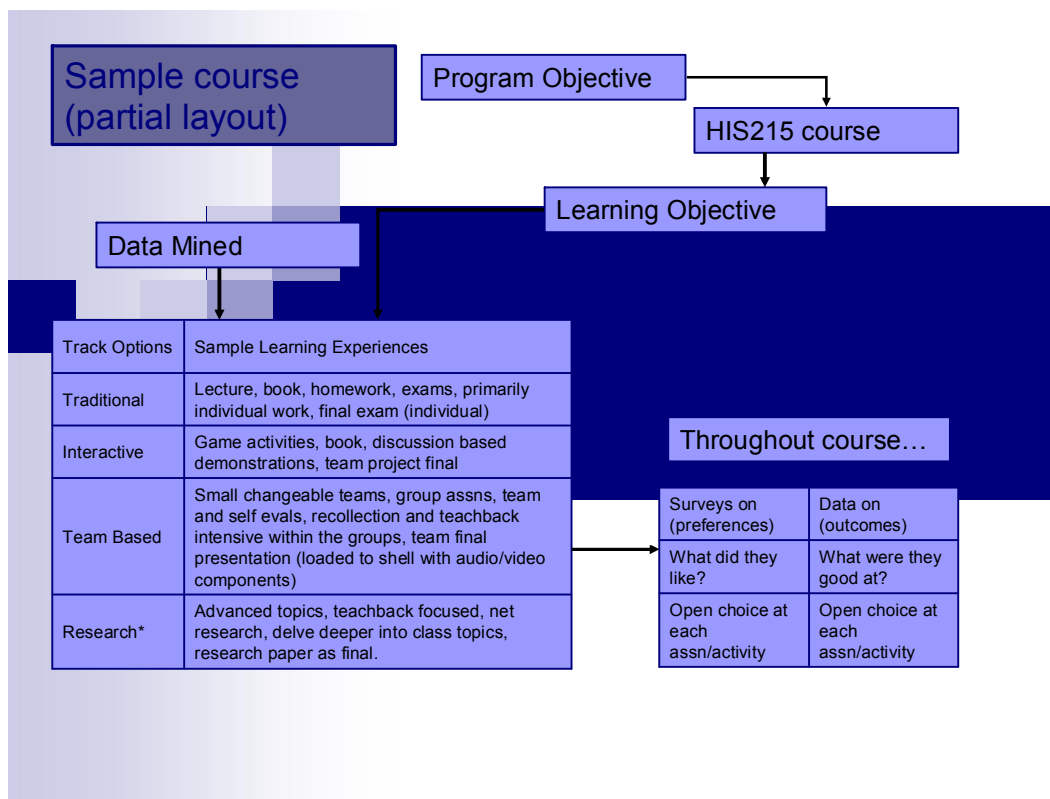 Sample course
(partial layout)
Program Objective
HIS215 course
Learning Objective
Data Mined
Track Options
Sample Learning Experiences
Traditional
Lecture, book, homework, exams, primarily
individual work, final exam (individual)
Interactive
Game activities, book, discussion based
demonstrations, team project final
Team Based
Small changeable teams, group assns, team
and self evals, recollection and teachback
intensive within the groups, team final
presentation (loaded to shell with audio/video
components)
Research*
Advanced topics, teachback focused, net
research, delve deeper into class topics,
research paper as final.
Throughout course…
Surveys on
(preferences)
Data on
(outcomes)
What did they
like?
What were they
good at?
Open choice at
each
assn/activity
Open choice at
each
assn/activity